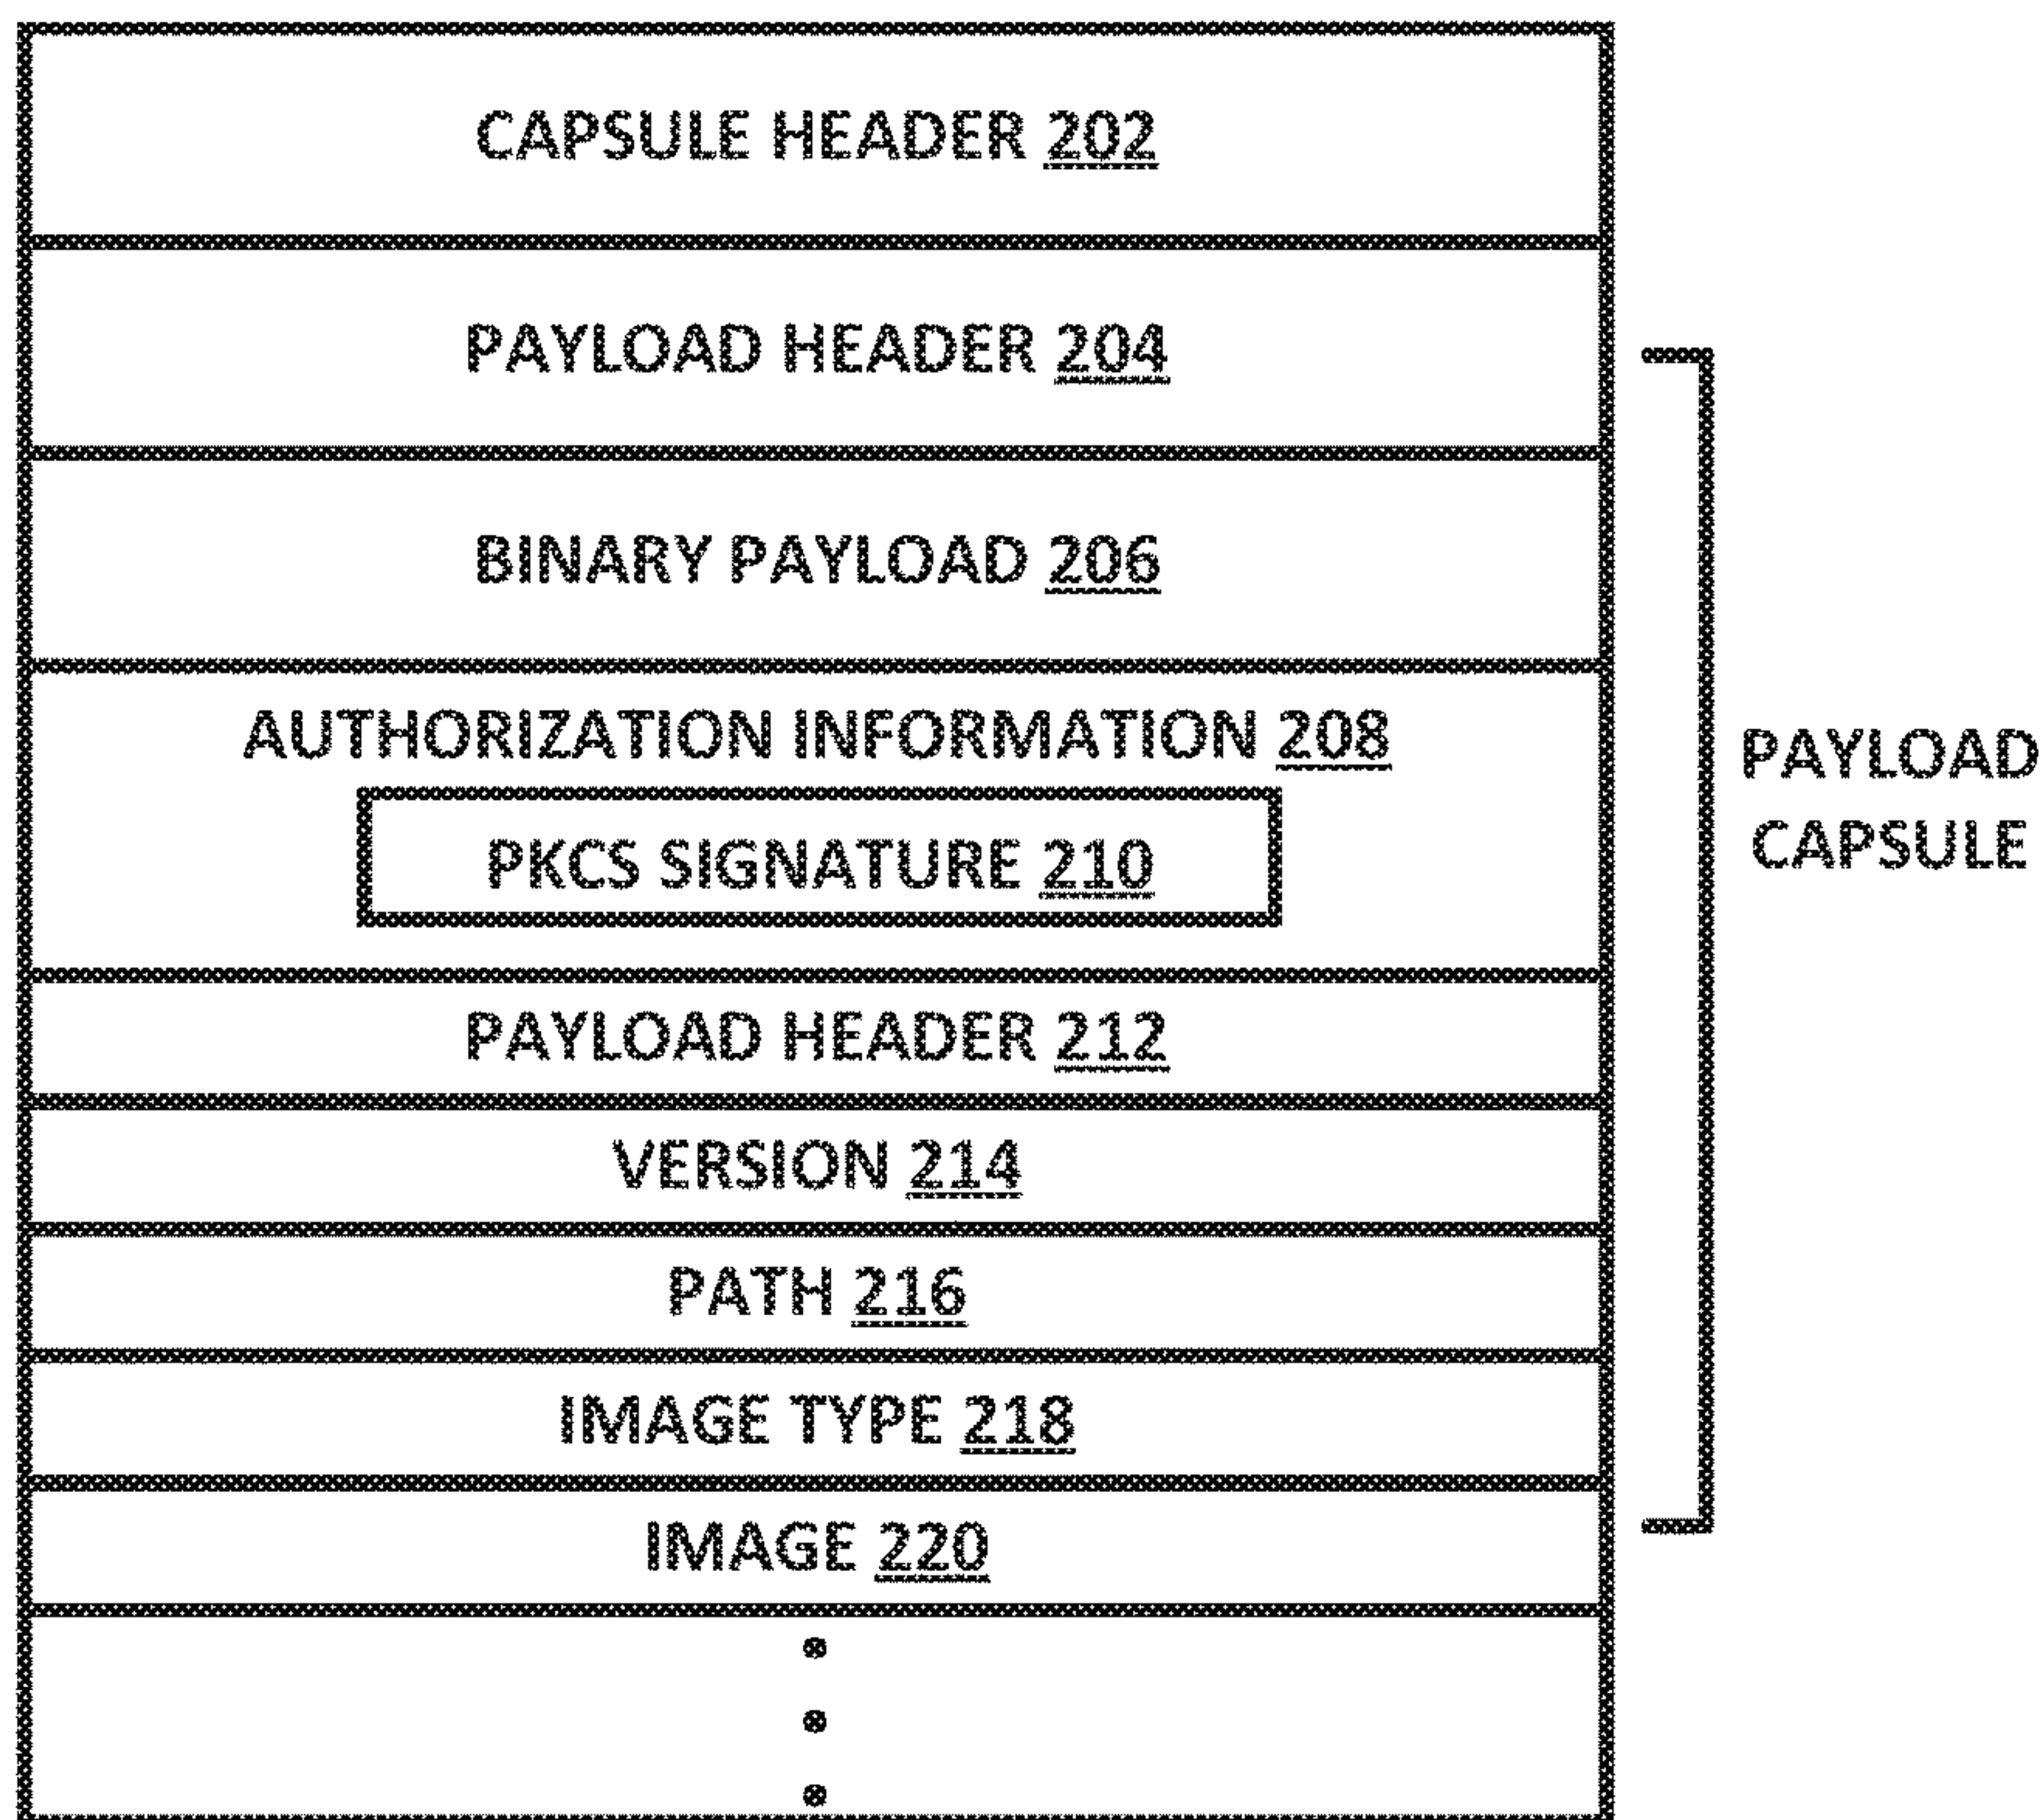 CAPSULE HEADER 202
PAYLOAD HEADER 204
BINARY PAYLOAD 206
AUTHORIZATION INFORMATION 208
PKCS SIGNATURE 210
PAYLOAD HEADER 212
VERSION 214
PATH 216
IMAGE TYPE 218
IMAGE 220
PAYLOAD
CAPSULE